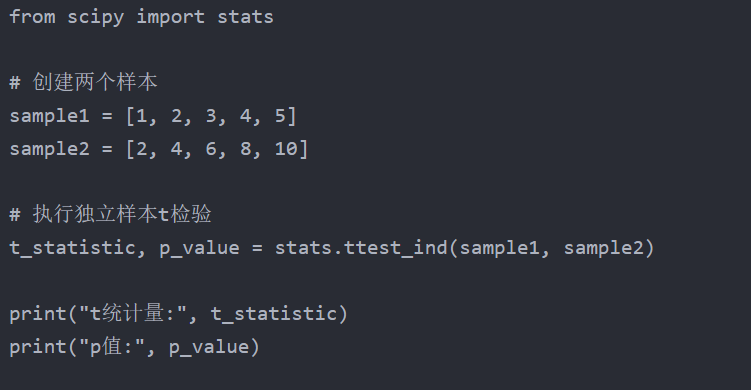 from scipy import stats
# 创建两个样本
sample1 = [1, 2, 3, 4, 5]
sample2 = [2, 4, 6, 8, 10]
# 执行独立样本t检验
t_statistic, p_value = stats.ttest_ind(sample1, sample2)
print("t统计量:", t_statistic)
print("p值:", p_value)